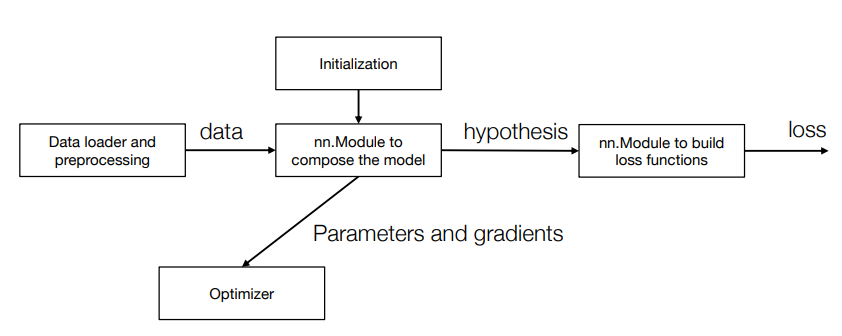 Initialization
Data loader and
preprocessing
data
nn.Module to
compose the model
hypothesis
nn.Module to build
loss functions
loss
Parameters and gradients
Optimizer